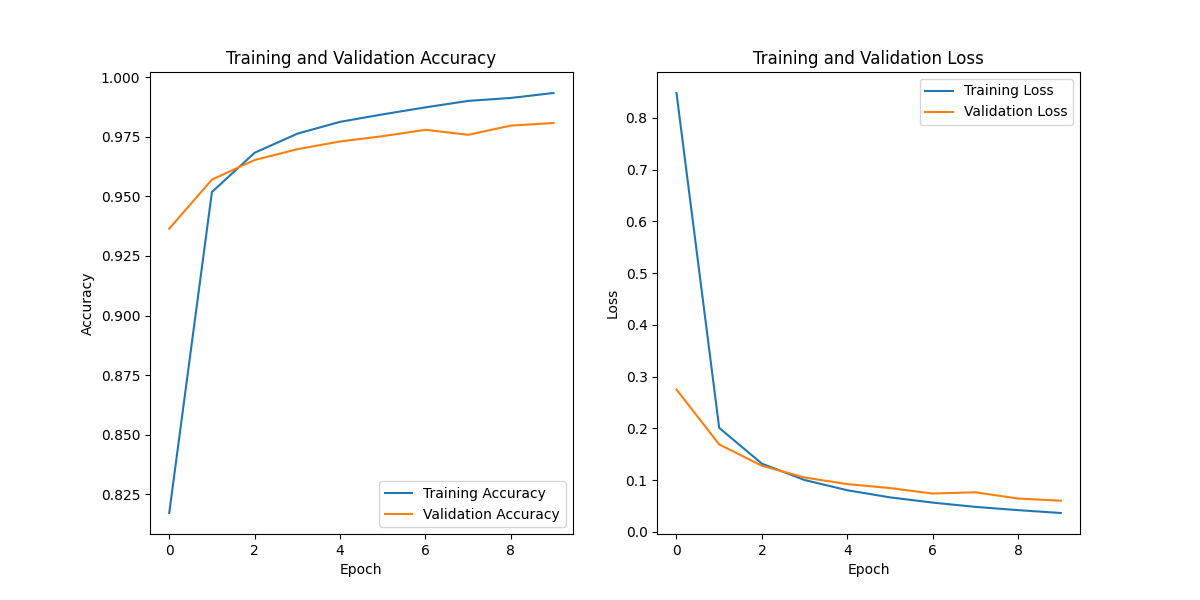 Training and Validation Accuracy
1.000
0.975
0.950
0.925
0.900
0.875
0.850
0.825
Accuracy
0 2 4 6 8
Epoch
Training Accuracy
Validation Accuracy
Training and Validation Loss
0.8
0.7
0.6
0.5
0.4
0.3
0.2
0.1
0.0
Loss
0 2 4 6 8
Epoch
Training Loss
Validation Loss